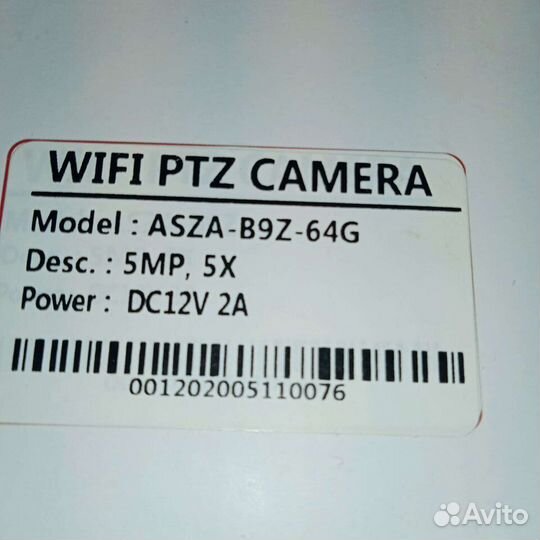 WIFI PTZ CAMERA
Model : ASZA-B9Z-64G
Desc. : 5MP, 5X
Power : DC12V 2A
001202005110076
Avito